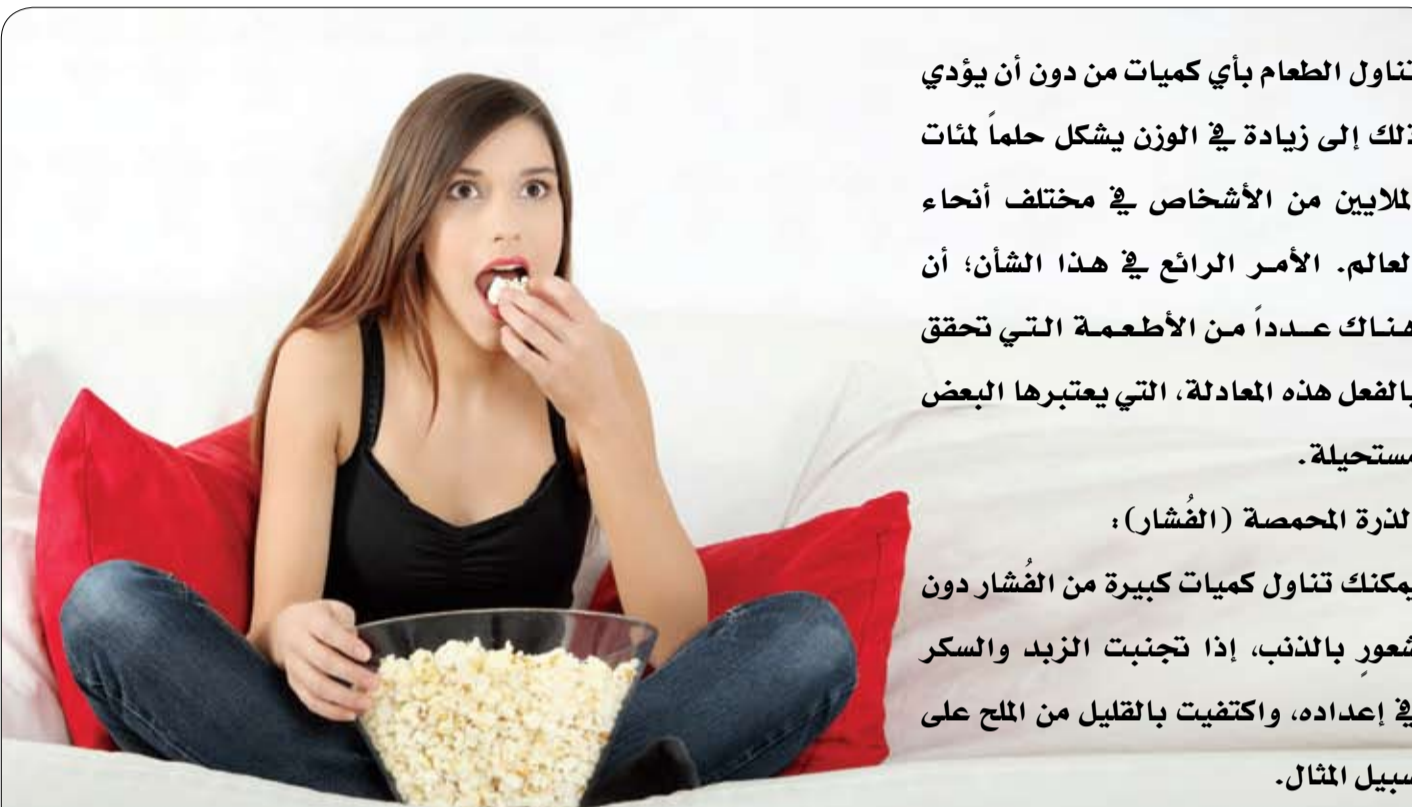 تناول الطعام بأي كميات من دون أن يؤدي
ذلك إلى زيادة في الوزن يشكل حلماً لمئات
لملايين من الأشخاص في مختلف أنحاء
لعالم. الأمر الرائع في هذا الشأن؛ أن
هناك عدداً من الأطعمة التي تحقق
بالفعل هذه المعادلة، التي يعتبرها البعض
مستحيلة.
لذرة المحمصة (الفُشار):
يمكنك تناول كميات كبيرة من الفُشار دون
شعورٍ بالذنب، إذا تجنبت الزبد والسكر
في إعداده، واكتفيت بالقليل من الملح على
سبيل المثال.